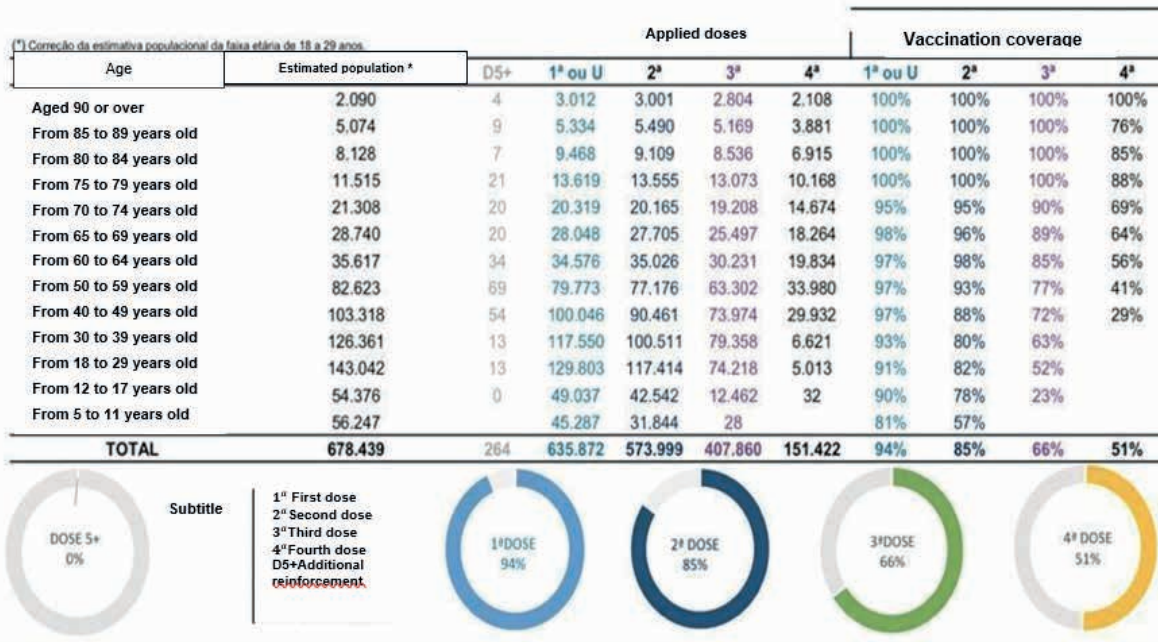 (*) Correção da estimativa populacional da faixa etária de 18 a 29 anos.
Applied doses Vaccination coverage
Age Estimated population * D5+ 1ª ou U 2ª 3ª 4ª 1ª ou U 2ª 3ª 4ª
Aged 90 or over 2.090 4 3.012 3.001 2.804 2.108 100% 100% 100% 100%
From 85 to 89 years old 5.074 9 5.334 5.490 5.169 3.881 100% 100% 100% 76%
From 80 to 84 years old 8.128 7 9.468 9.109 8.536 6.915 100% 100% 100% 85%
From 75 to 79 years old 11.515 21 13.619 13.555 13.073 10.168 100% 100% 100% 88%
From 70 to 74 years old 21.308 20 20.319 20.165 19.208 14.674 95% 95% 90% 69%
From 65 to 69 years old 28.740 20 28.048 27.705 25.497 18.264 98% 96% 89% 64%
From 60 to 64 years old 35.617 34 34.576 35.026 30.231 19.834 97% 98% 85% 56%
From 50 to 59 years old 82.623 69 79.773 77.176 63.302 33.980 97% 93% 77% 41%
From 40 to 49 years old 103.318 54 100.046 90.461 73.974 29.932 97% 88% 72% 29%
From 30 to 39 years old 126.361 13 117.550 100.511 79.358 6.621 93% 80% 63%
From 18 to 29 years old 143.042 13 129.803 117.414 74.218 5.013 91% 82% 52%
From 12 to 17 years old 54.376 0 49.037 42.542 12.462 32 90% 78% 23%
From 5 to 11 years old 56.247 45.287 31.844 28 81% 57%
TOTAL 678.439 264 635.872 573.999 407.860 151.422 94% 85% 66% 51%
DOSE 5+
0%
Subtitle
1ª First dose
2ª Second dose
3ª Third dose
4ª Fourth dose
D5+Additional
reinforcement
1ªDOSE
94%
2ª DOSE
85%
3ªDOSE
66%
4ª DOSE
51%